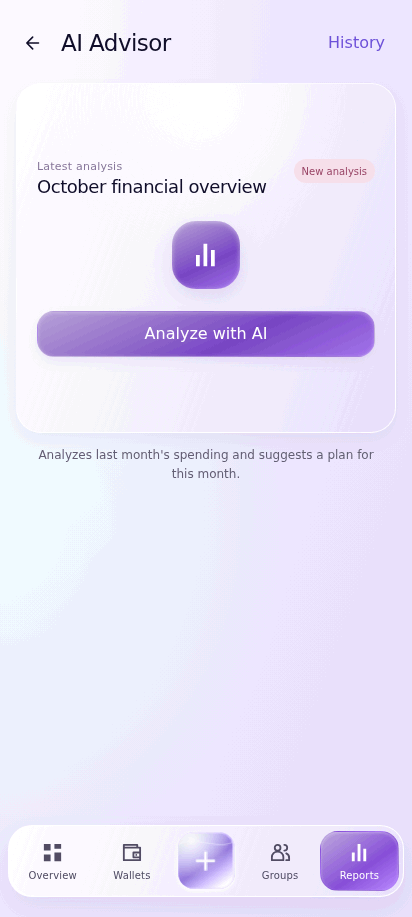 AI Advisor
History
Latest analysis
New analysis
October financial overview
Analyze with AI
Analyzes last month's spending and suggests a plan for
this month.
Overview
Wallets
Groups
Reports